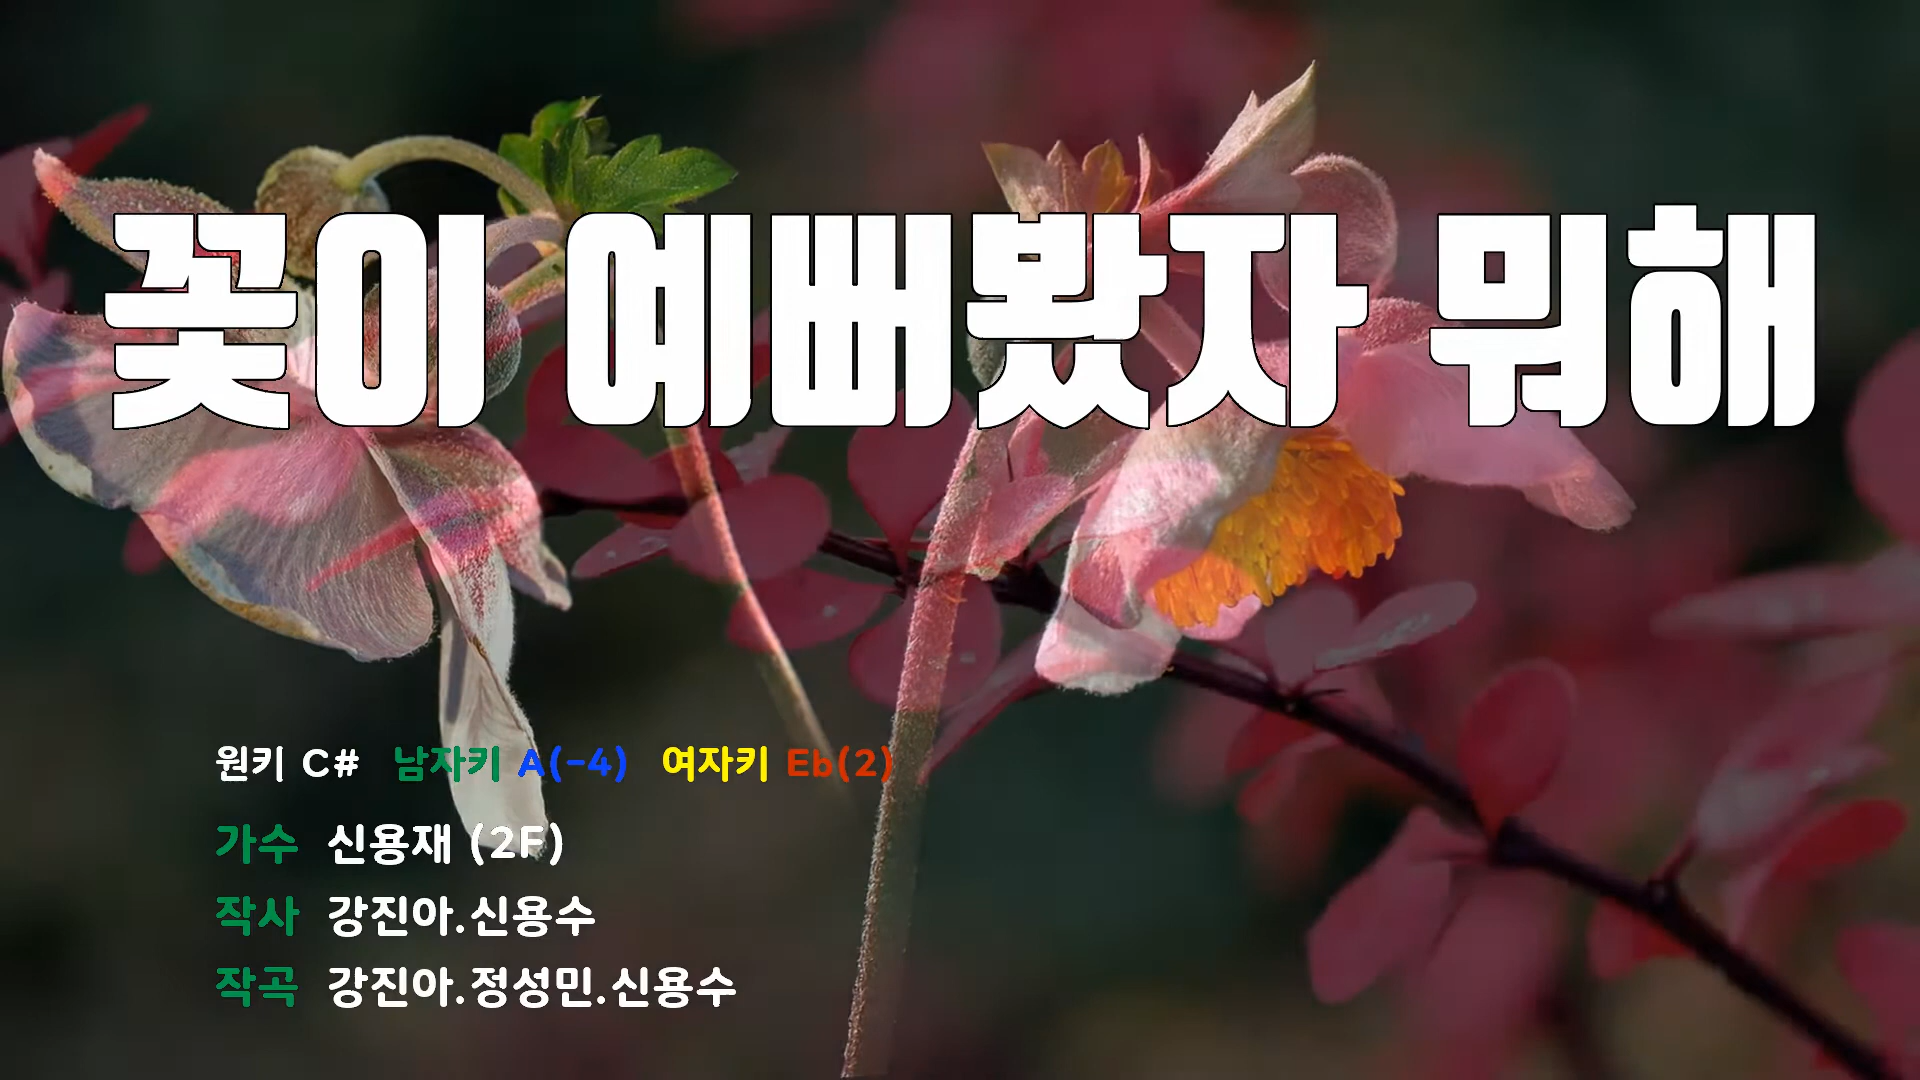 꽃이 예뻐봤자 뭐해
원키 C# 남자키 A(-4) 여자키 Eb(2)
가수 신용재 (2F)
작사 강진아.신용수
작곡 강진아.정성민.신용수